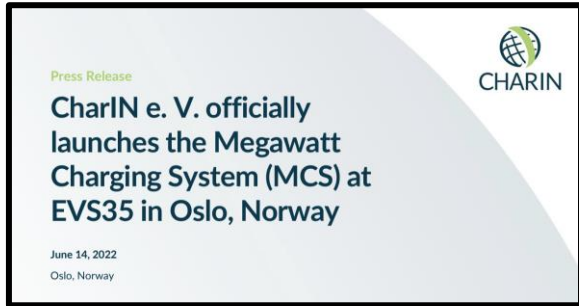 Press Release
CharIN e. V. officially
launches the Megawatt
Charging System (MCS) at
EVS35 in Oslo, Norway
June 14, 2022
Oslo, Norway
CHARIN